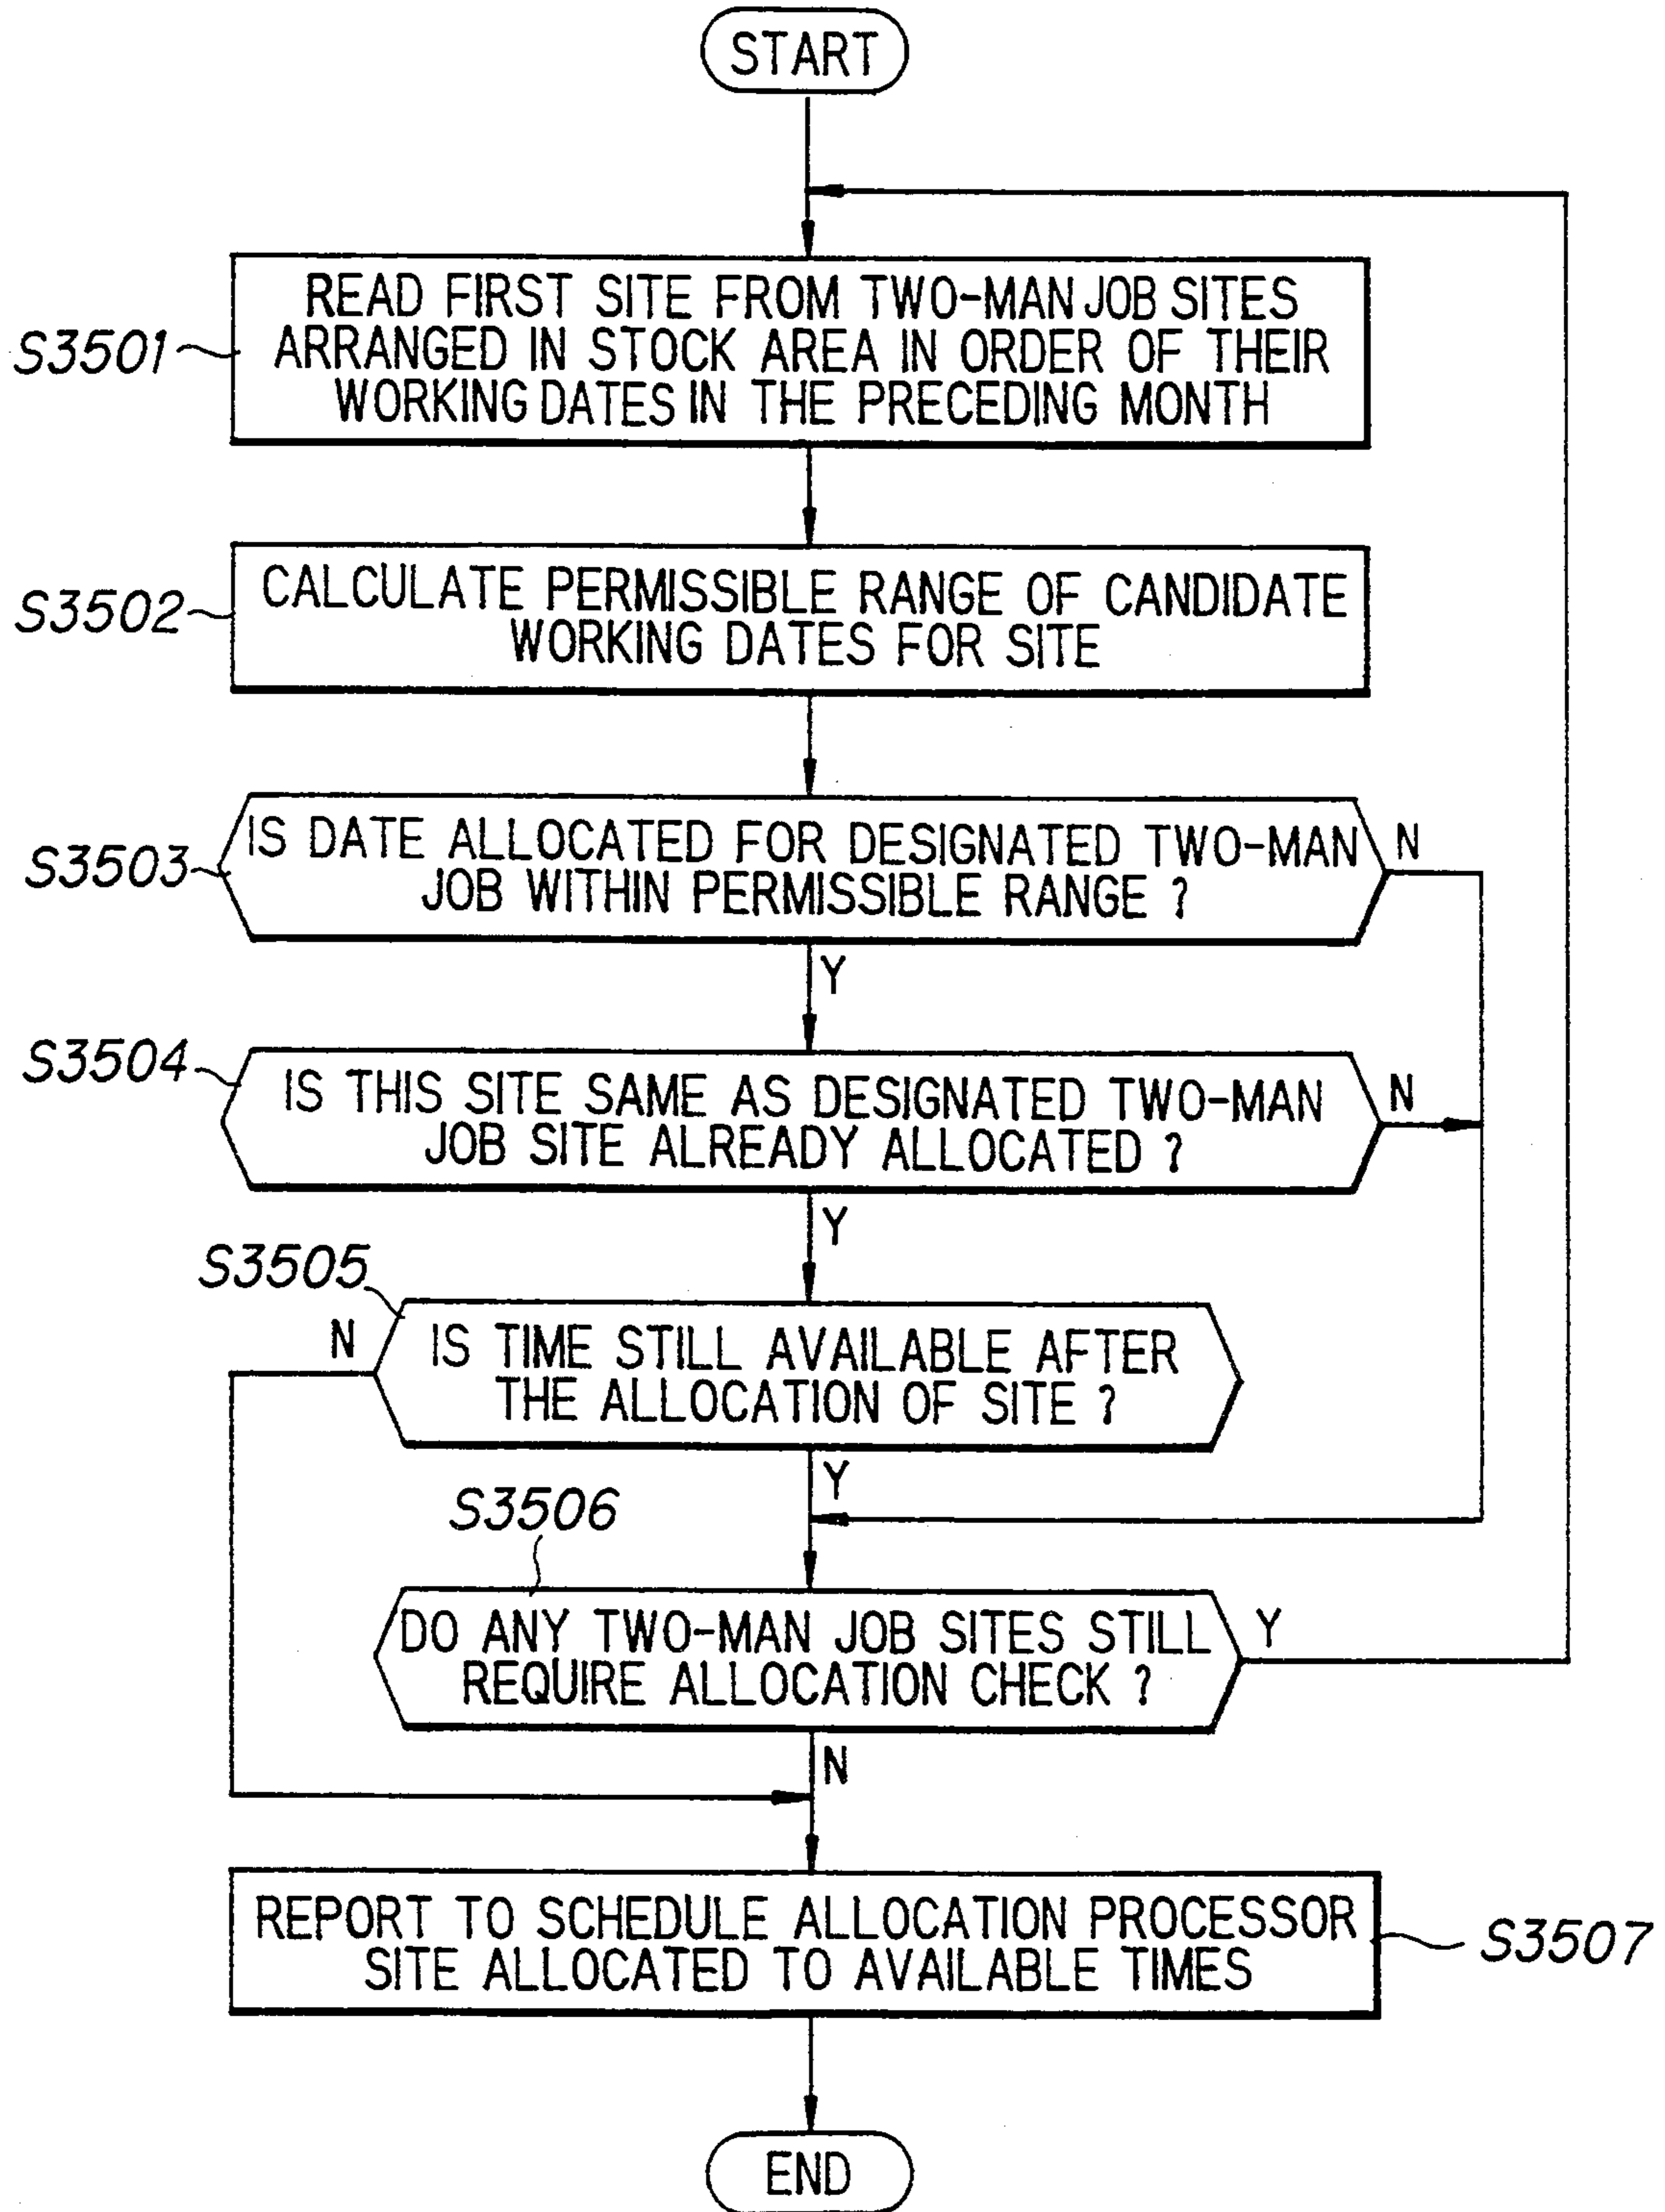 START
READ FIRST SITE FROM TWO-MAN JOB SITES
ARRANGED IN STOCK AREA IN ORDER OF THEIR
WORKING DATES IN THE PRECEDING MONTH
S3501
CALCULATE PERMISSIBLE RANGE OF CANDIDATE
WORKING DATES FOR SITE
S3502
IS DATE ALLOCATED FOR DESIGNATED TWO-MAN
JOB WITHIN PERMISSIBLE RANGE ?
S3503
N
Y
S3504
IS THIS SITE SAME AS DESIGNATED TWO-MAN
JOB SITE ALREADY ALLOCATED ?
N
Y
S3505
N
IS TIME STILL AVAILABLE AFTER
THE ALLOCATION OF SITE ?
Y
S3506
DO ANY TWO-MAN JOB SITES STILL
REQUIRE ALLOCATION CHECK ?
Y
N
REPORT TO SCHEDULE ALLOCATION PROCESSOR
SITE ALLOCATED TO AVAILABLE TIMES
S3507
END